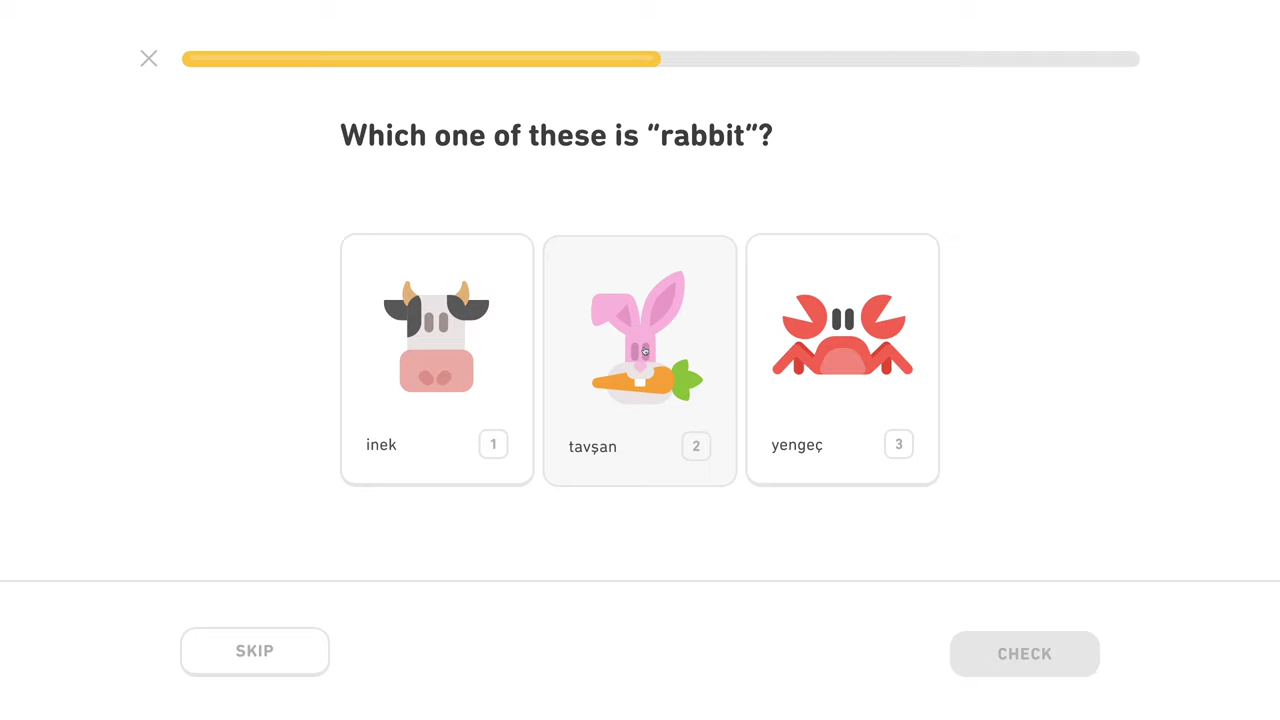 Which one of these is “rabbit“?
inek 1
tavşan 2
yengeç 3
SKIP
CHECK